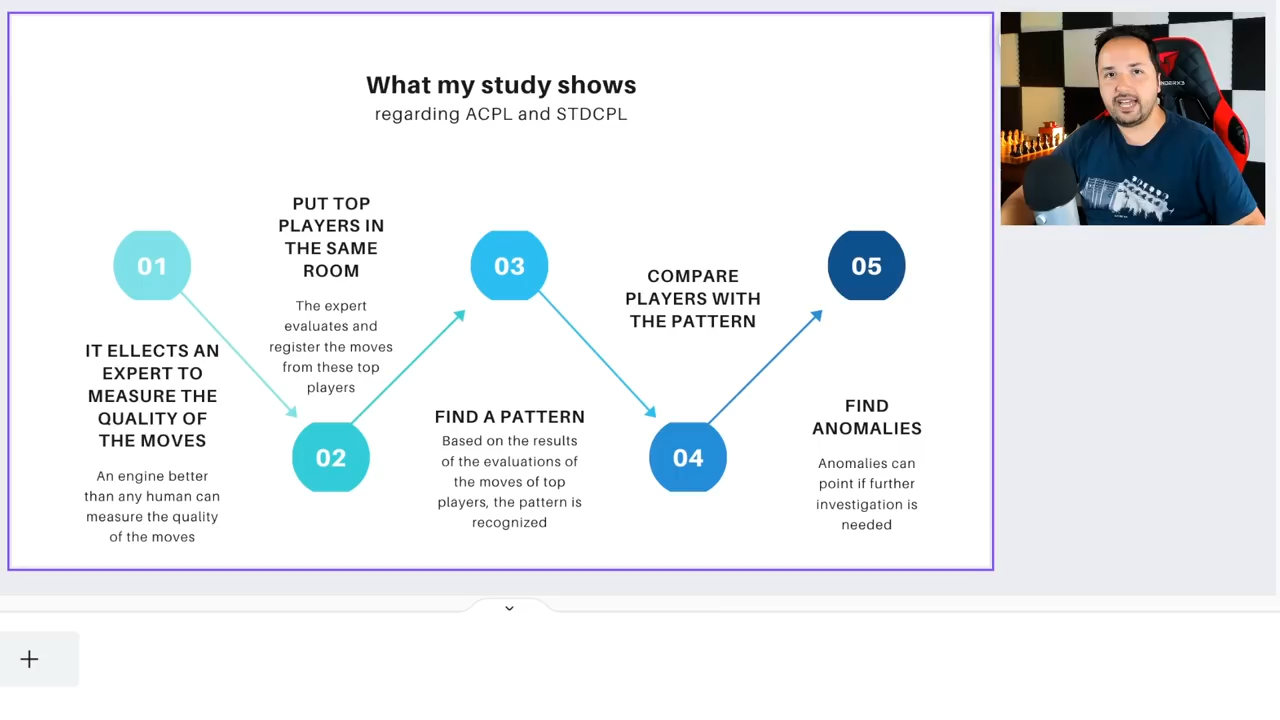 What my study shows
regarding ACPL and STDCPL
01
IT ELLECTS AN
EXPERT TO
MEASURE THE
QUALITY OF
THE MOVES
An engine better
than any human can
measure the quality
of the moves
PUT TOP
PLAYERS IN
THE SAME
ROOM
The expert
evaluates and
register the moves
from these top
players
02
03
FIND A PATTERN
Based on the results
of the evaluations of
the moves of top
players, the pattern is
recognized
COMPARE
PLAYERS WITH
THE PATTERN
04
05
FIND
ANOMALIES
Anomalies can
point if further
investigation is
needed